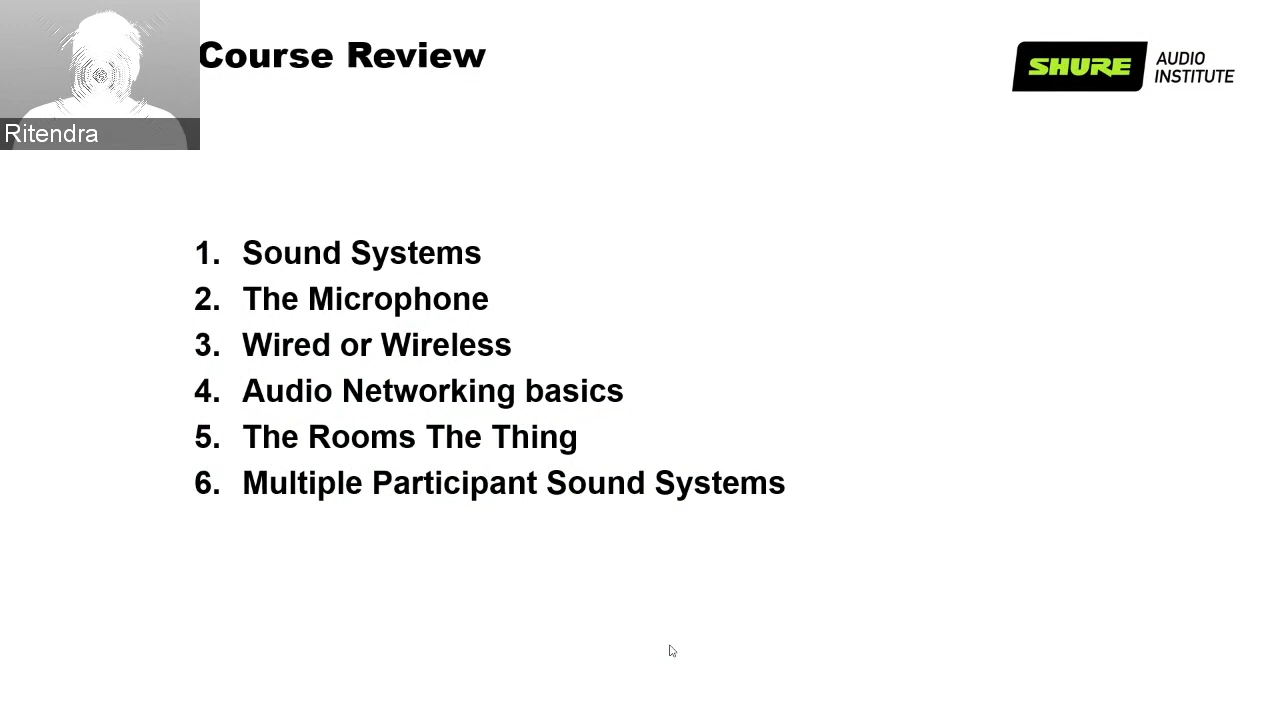 Course Review
SHURE AUDIO INSTITUTE
Ritendra
1. Sound Systems
2. The Microphone
3. Wired or Wireless
4. Audio Networking basics
5. The Rooms The Thing
6. Multiple Participant Sound Systems